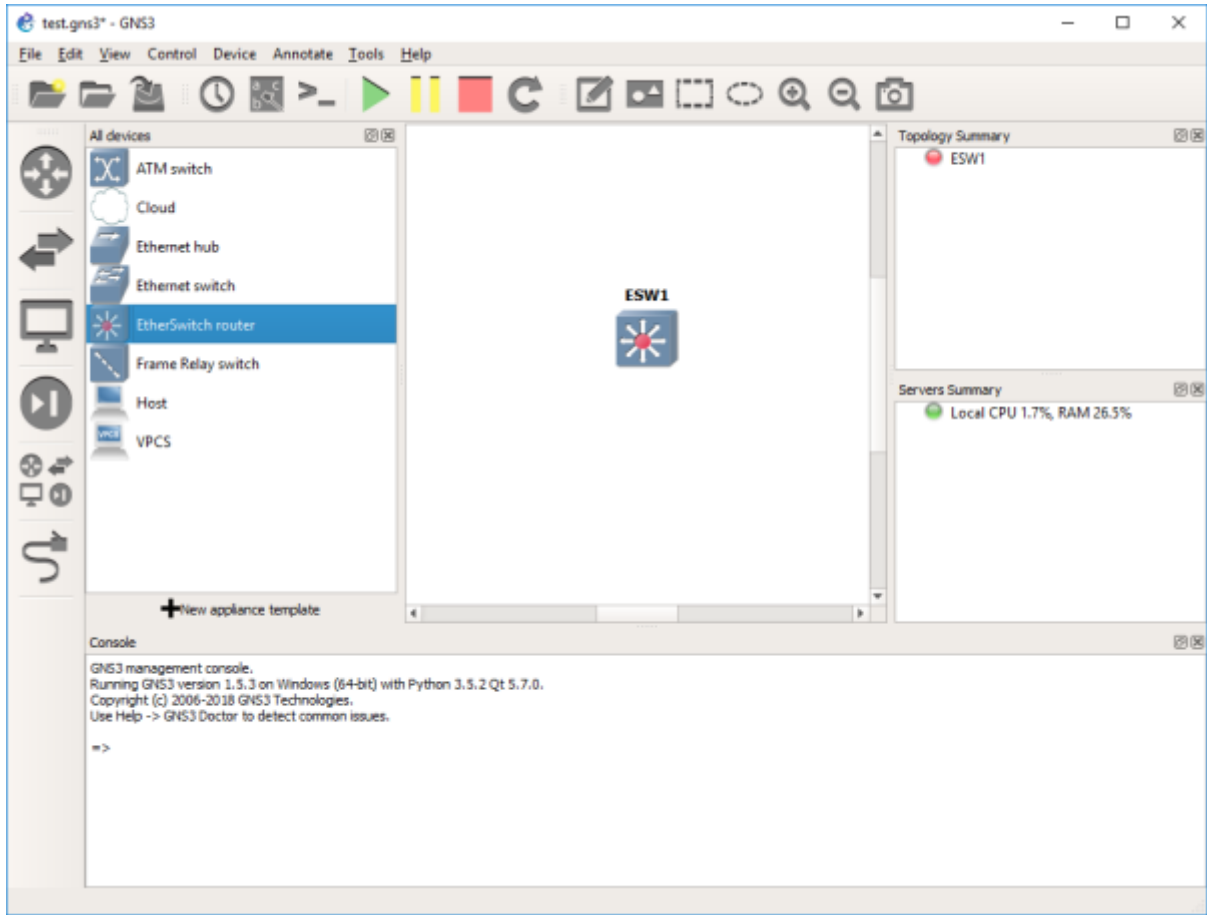 test.gns3* - GNS3
File Edit View Control Device Annotate Tools Help
All devices
ATM switch
Cloud
Ethernet hub
Ethernet switch
EtherSwitch router
Frame Relay switch
Host
VPCS
VPCS
New appliance template
ESW1
Topology Summary
ESW1
Servers Summary
Local CPU 1.7%, RAM 26.5%
Console
GNS3 management console.
Running GNS3 version 1.5.3 on Windows (64-bit) with Python 3.5.2 Qt 5.7.0.
Copyright (c) 2006-2018 GNS3 Technologies.
Use Help -> GNS3 Doctor to detect common issues.
=>